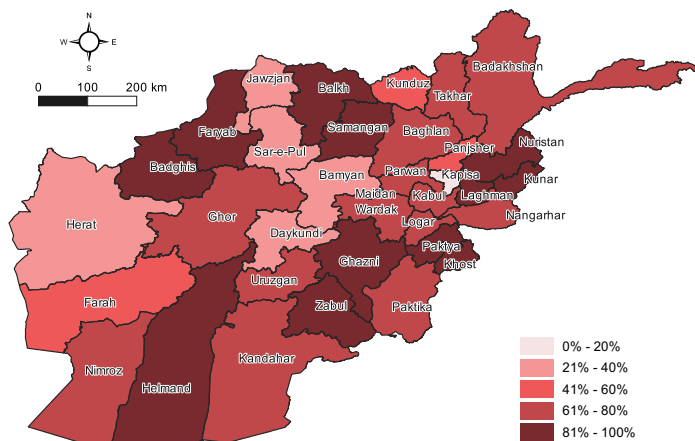 N
W E
S
0 100 200 km
Jawzjan
Balkh
Kunduz
Badakhshan
Takhar
Faryab
Samangan
Baghlan
Nuristan
Sar-e-Pul
Panjsher
Badghis
Bamyan
Parwan
Kapisa
Kunar
Maidan
Wardak
Kabul
Laghman
Herat
Ghor
Nangarhar
Daykundi
Logar
Paktya
Ghazni
Khost
Uruzgan
Farah
Zabul
Paktika
Kandahar
Nimroz
Helmand
0% - 20%
21% - 40%
41% - 60%
61% - 80%
81% - 100%